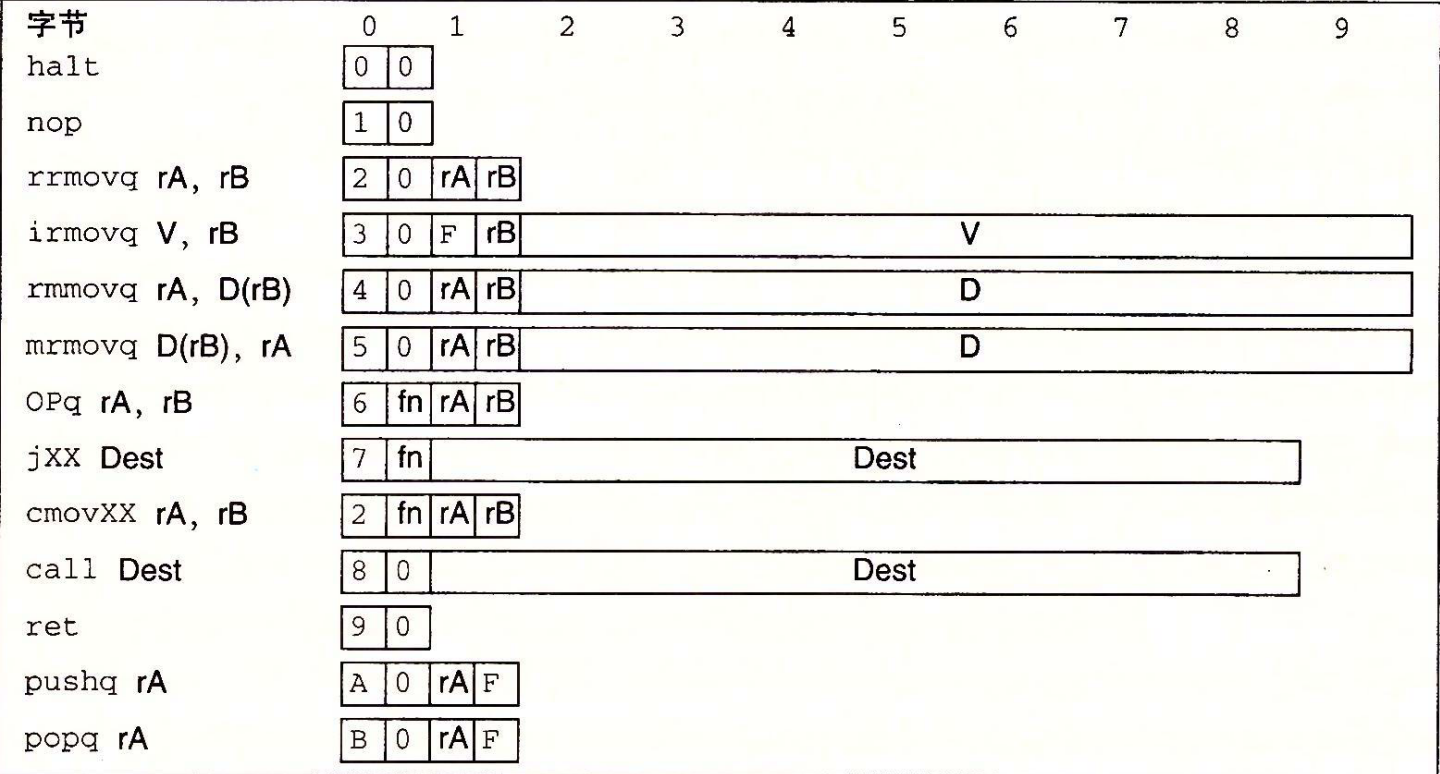 字节 0 1 2 3 4 5 6 7 8 9
halt 0 0
nop 1 0
rrmovq rA, rB 2 0 rA rB
irmovq V, rB 3 0 F rB V
rmmovq rA, D(rB) 4 0 rA rB D
mrmovq D(rB), rA 5 0 rA rB D
OPq rA, rB 6 fn rA rB
jXX Dest 7 fn Dest
cmovXX rA, rB 2 fn rA rB
call Dest 8 0 Dest
ret 9 0
pushq rA A 0 rA F
popq rA B 0 rA F